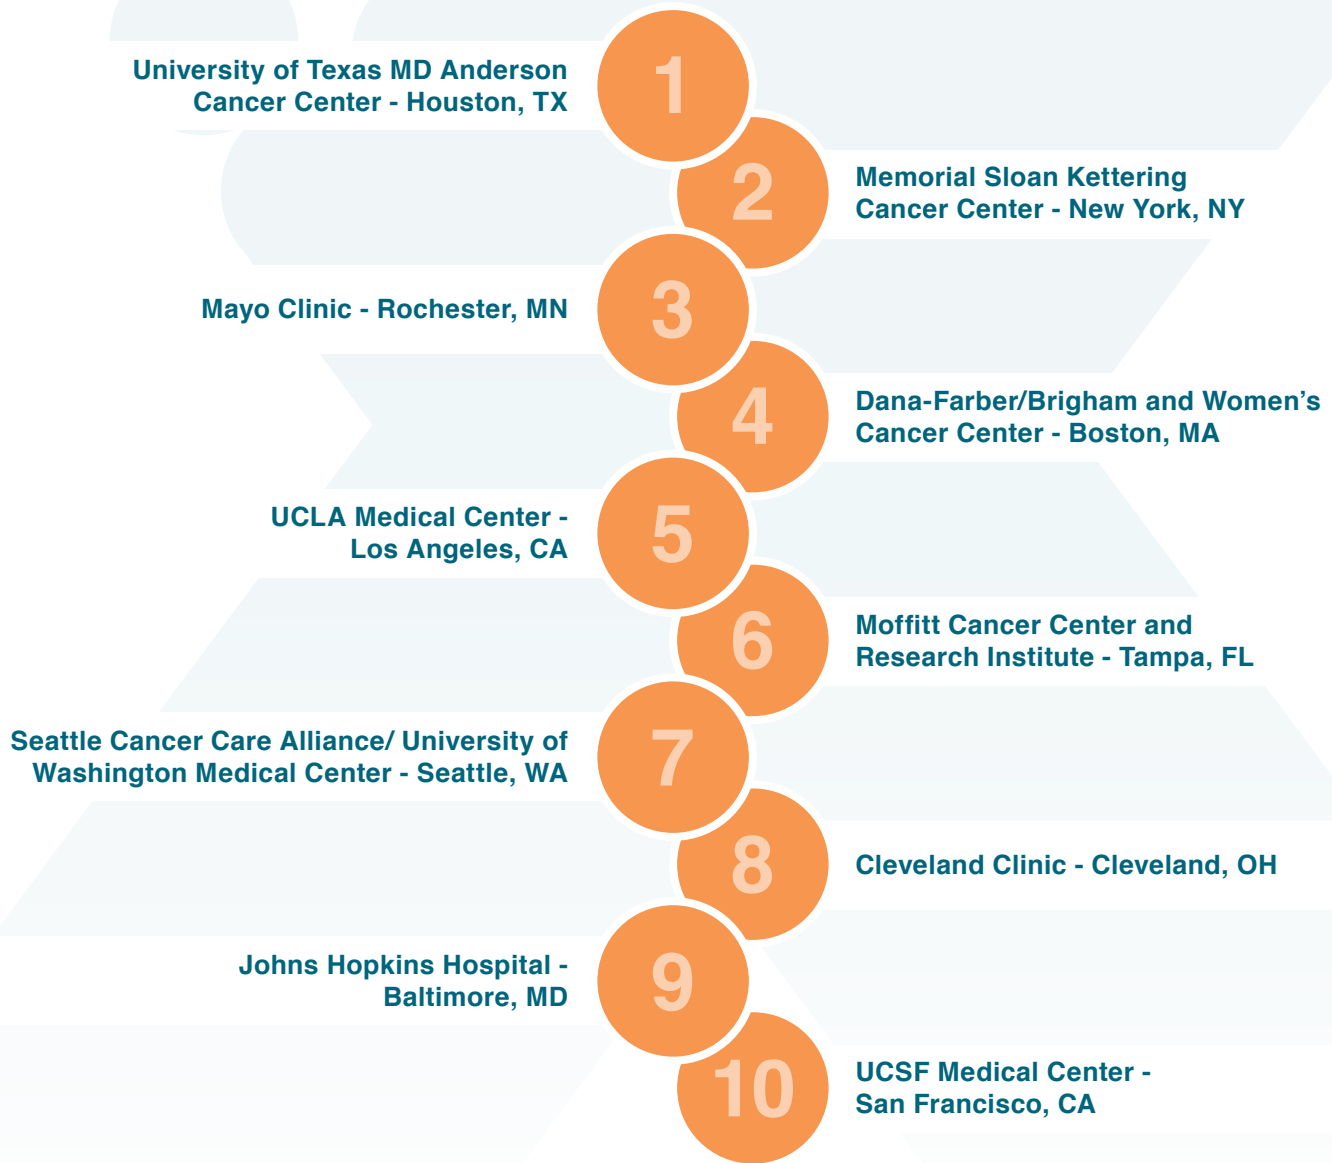 1
University of Texas MD Anderson
Cancer Center - Houston, TX
2
Memorial Sloan Kettering
Cancer Center - New York, NY
3
Mayo Clinic - Rochester, MN
4
Dana-Farber/Brigham and Women’s
Cancer Center - Boston, MA
5
UCLA Medical Center -
Los Angeles, CA
6
Moffitt Cancer Center and
Research Institute - Tampa, FL
7
Seattle Cancer Care Alliance/ University of
Washington Medical Center - Seattle, WA
8
Cleveland Clinic - Cleveland, OH
9
Johns Hopkins Hospital -
Baltimore, MD
10
UCSF Medical Center -
San Francisco, CA